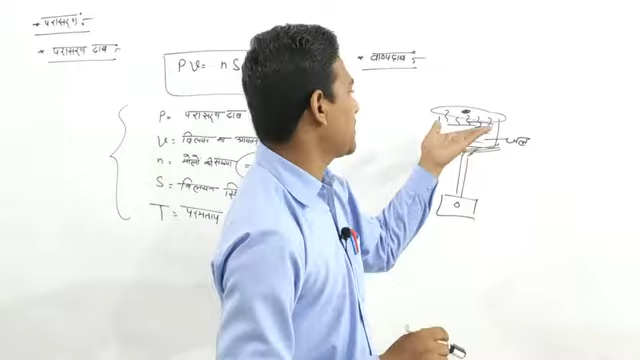 * परासरण :-
* परासरण दाब :-
PV = n S
P = परासरण दाब
V = विलयन का आयतन
n = मोलो की संख्या =
S = विलयन
T = परमताप
* वाष्पदाब :-
जल